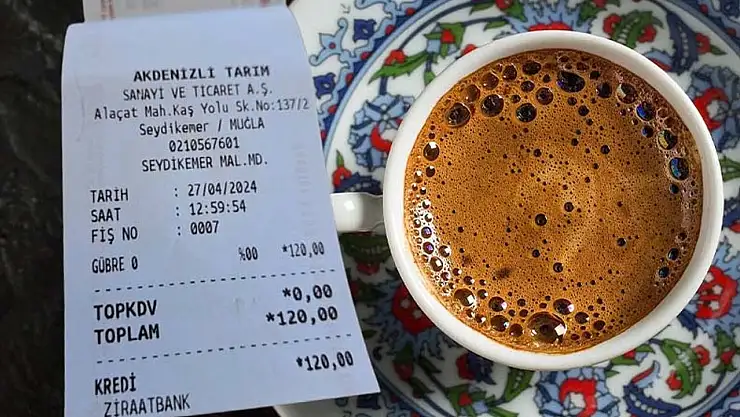 AKDENİZLİ TARIM
SANAYİ VE TİCARET A.Ş.
Alaçat Mah.Kaş Yolu Sk.No:137/2
Seydikemer / MUĞLA
0210567601
SEYDİKEMER MAL.MD.
TARİH : 27/04/2024
SAAT : 12:59:54
FİŞ NO : 0007
GÜBRE 0 %00 *120,00
TOPKDV *0,00
TOPLAM *120,00
KREDİ *120,00
ZİRAATBANK